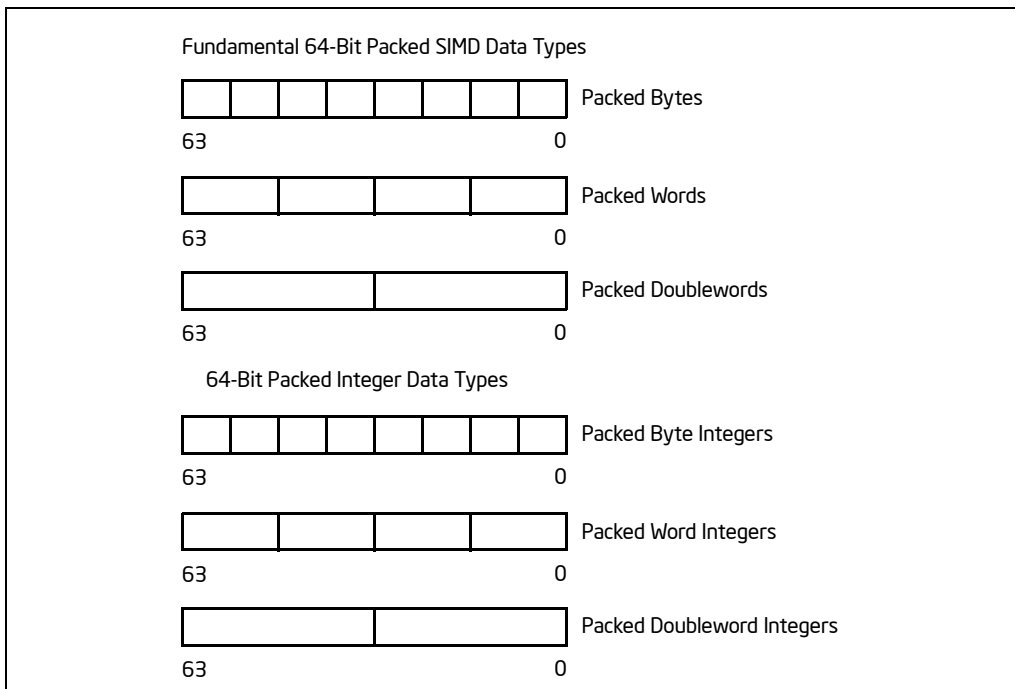 Fundamental 64-Bit Packed SIMD Data Types
Packed Bytes
63 0
Packed Words
63 0
Packed Doublewords
63 0
64-Bit Packed Integer Data Types
Packed Byte Integers
63 0
Packed Word Integers
63 0
Packed Doubleword Integers
63 0